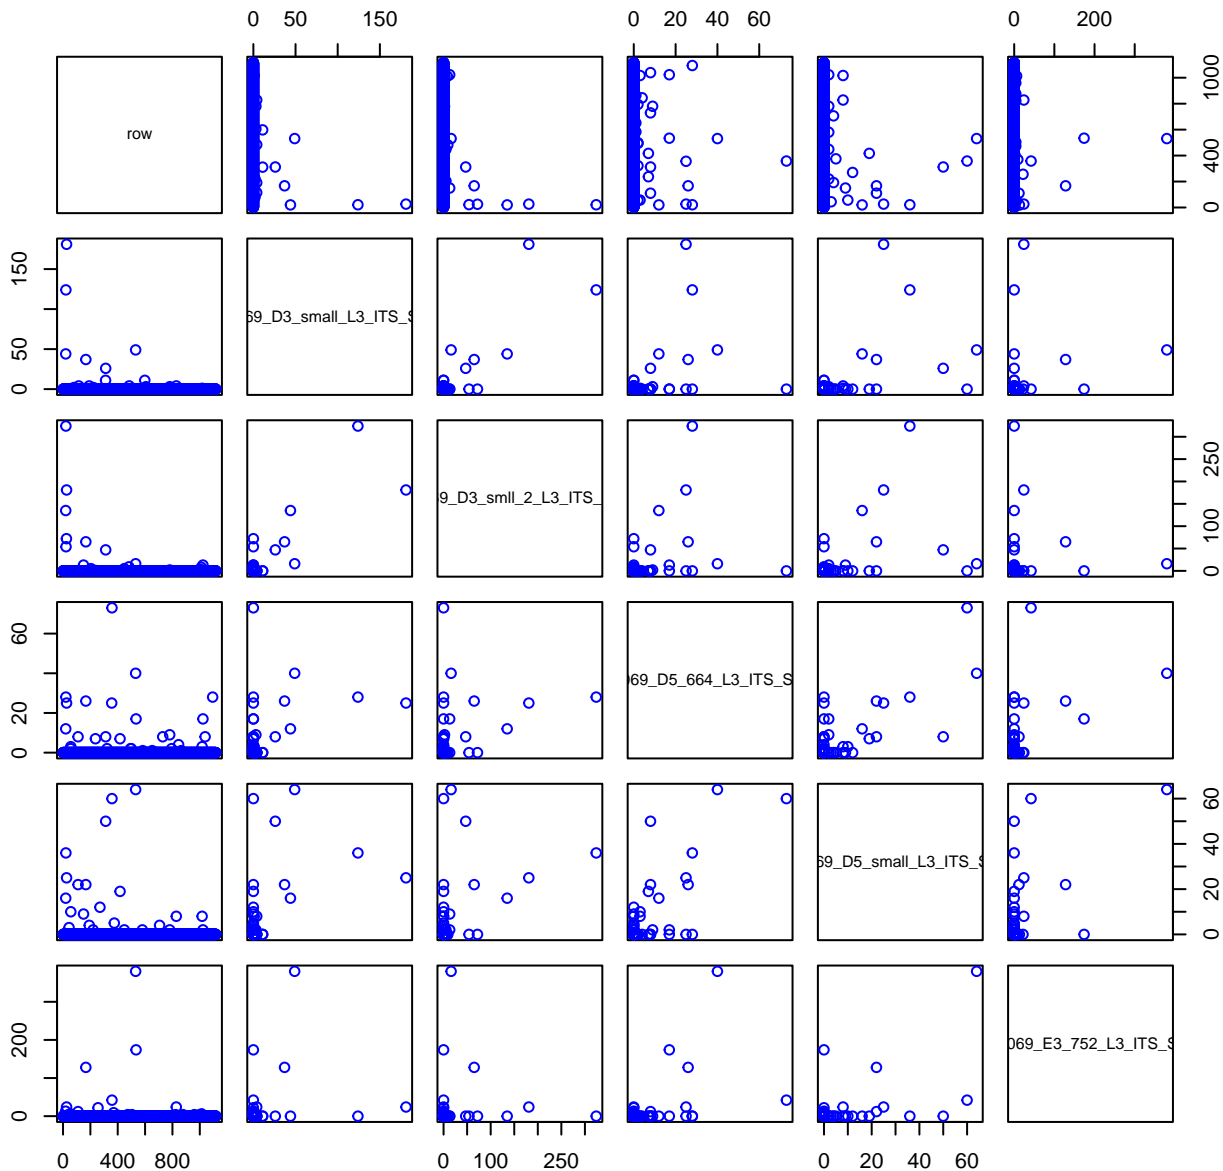 0 50 150
0 20 40 60
0 200
row
0 400 1000
0 50 150
69_D3_small_L3_ITS_S
9_D3_smll_2_L3_ITS_
0 100 250
0 20 60
069_D5_664_L3_ITS_S
69_D5_small_L3_ITS_S
0 20 40 60
0 200
069_E3_752_L3_ITS_S
0 400 800
0 100 250
0 20 40 60